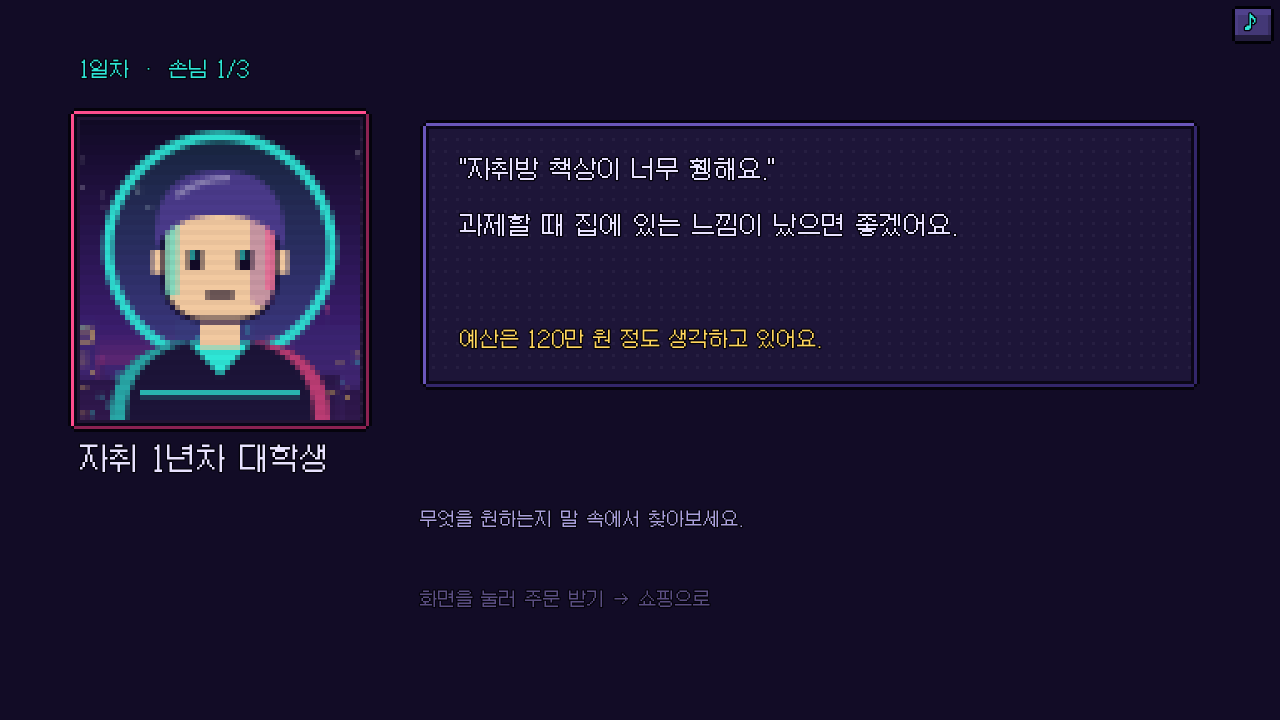 1일차 · 손님 1/3
"자취방 책상이 너무 휑해요."
과제할 때 집에 있는 느낌이 났으면 좋겠어요.
예산은 120만 원 정도 생각하고 있어요.
자취 1년차 대학생
무엇을 원하는지 말 속에서 찾아보세요.
화면을 눌러 주문 받기 → 쇼핑으로